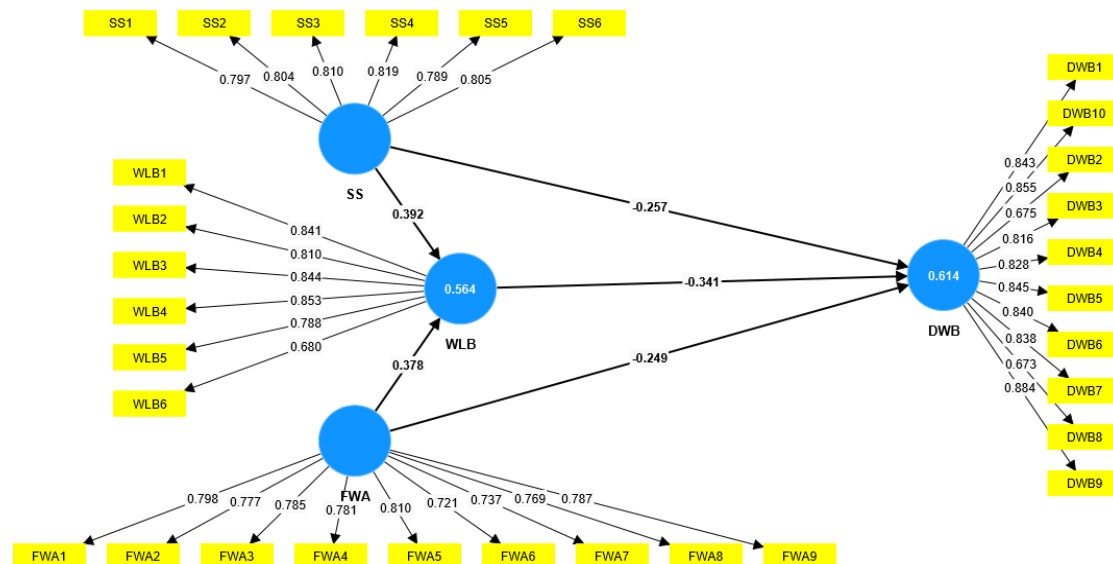 SS1 SS2 SS3 SS4 SS5 SS6
0.797 0.804 0.810 0.819 0.789 0.805
SS
WLB1
WLB2
WLB3
WLB4
WLB5
WLB6
0.841
0.810
0.844
0.853
0.788
0.680
0.392
0.564
WLB
0.378
-0.257
-0.341
-0.249
0.614
DWB
DWB1
DWB10
DWB2
DWB3
DWB4
DWB5
DWB6
DWB7
DWB8
DWB9
0.843
0.855
0.675
0.816
0.828
0.845
0.840
0.838
0.673
0.884
FWA
0.798 0.777 0.785 0.781 0.810 0.721 0.737 0.769 0.787
FWA1 FWA2 FWA3 FWA4 FWA5 FWA6 FWA7 FWA8 FWA9